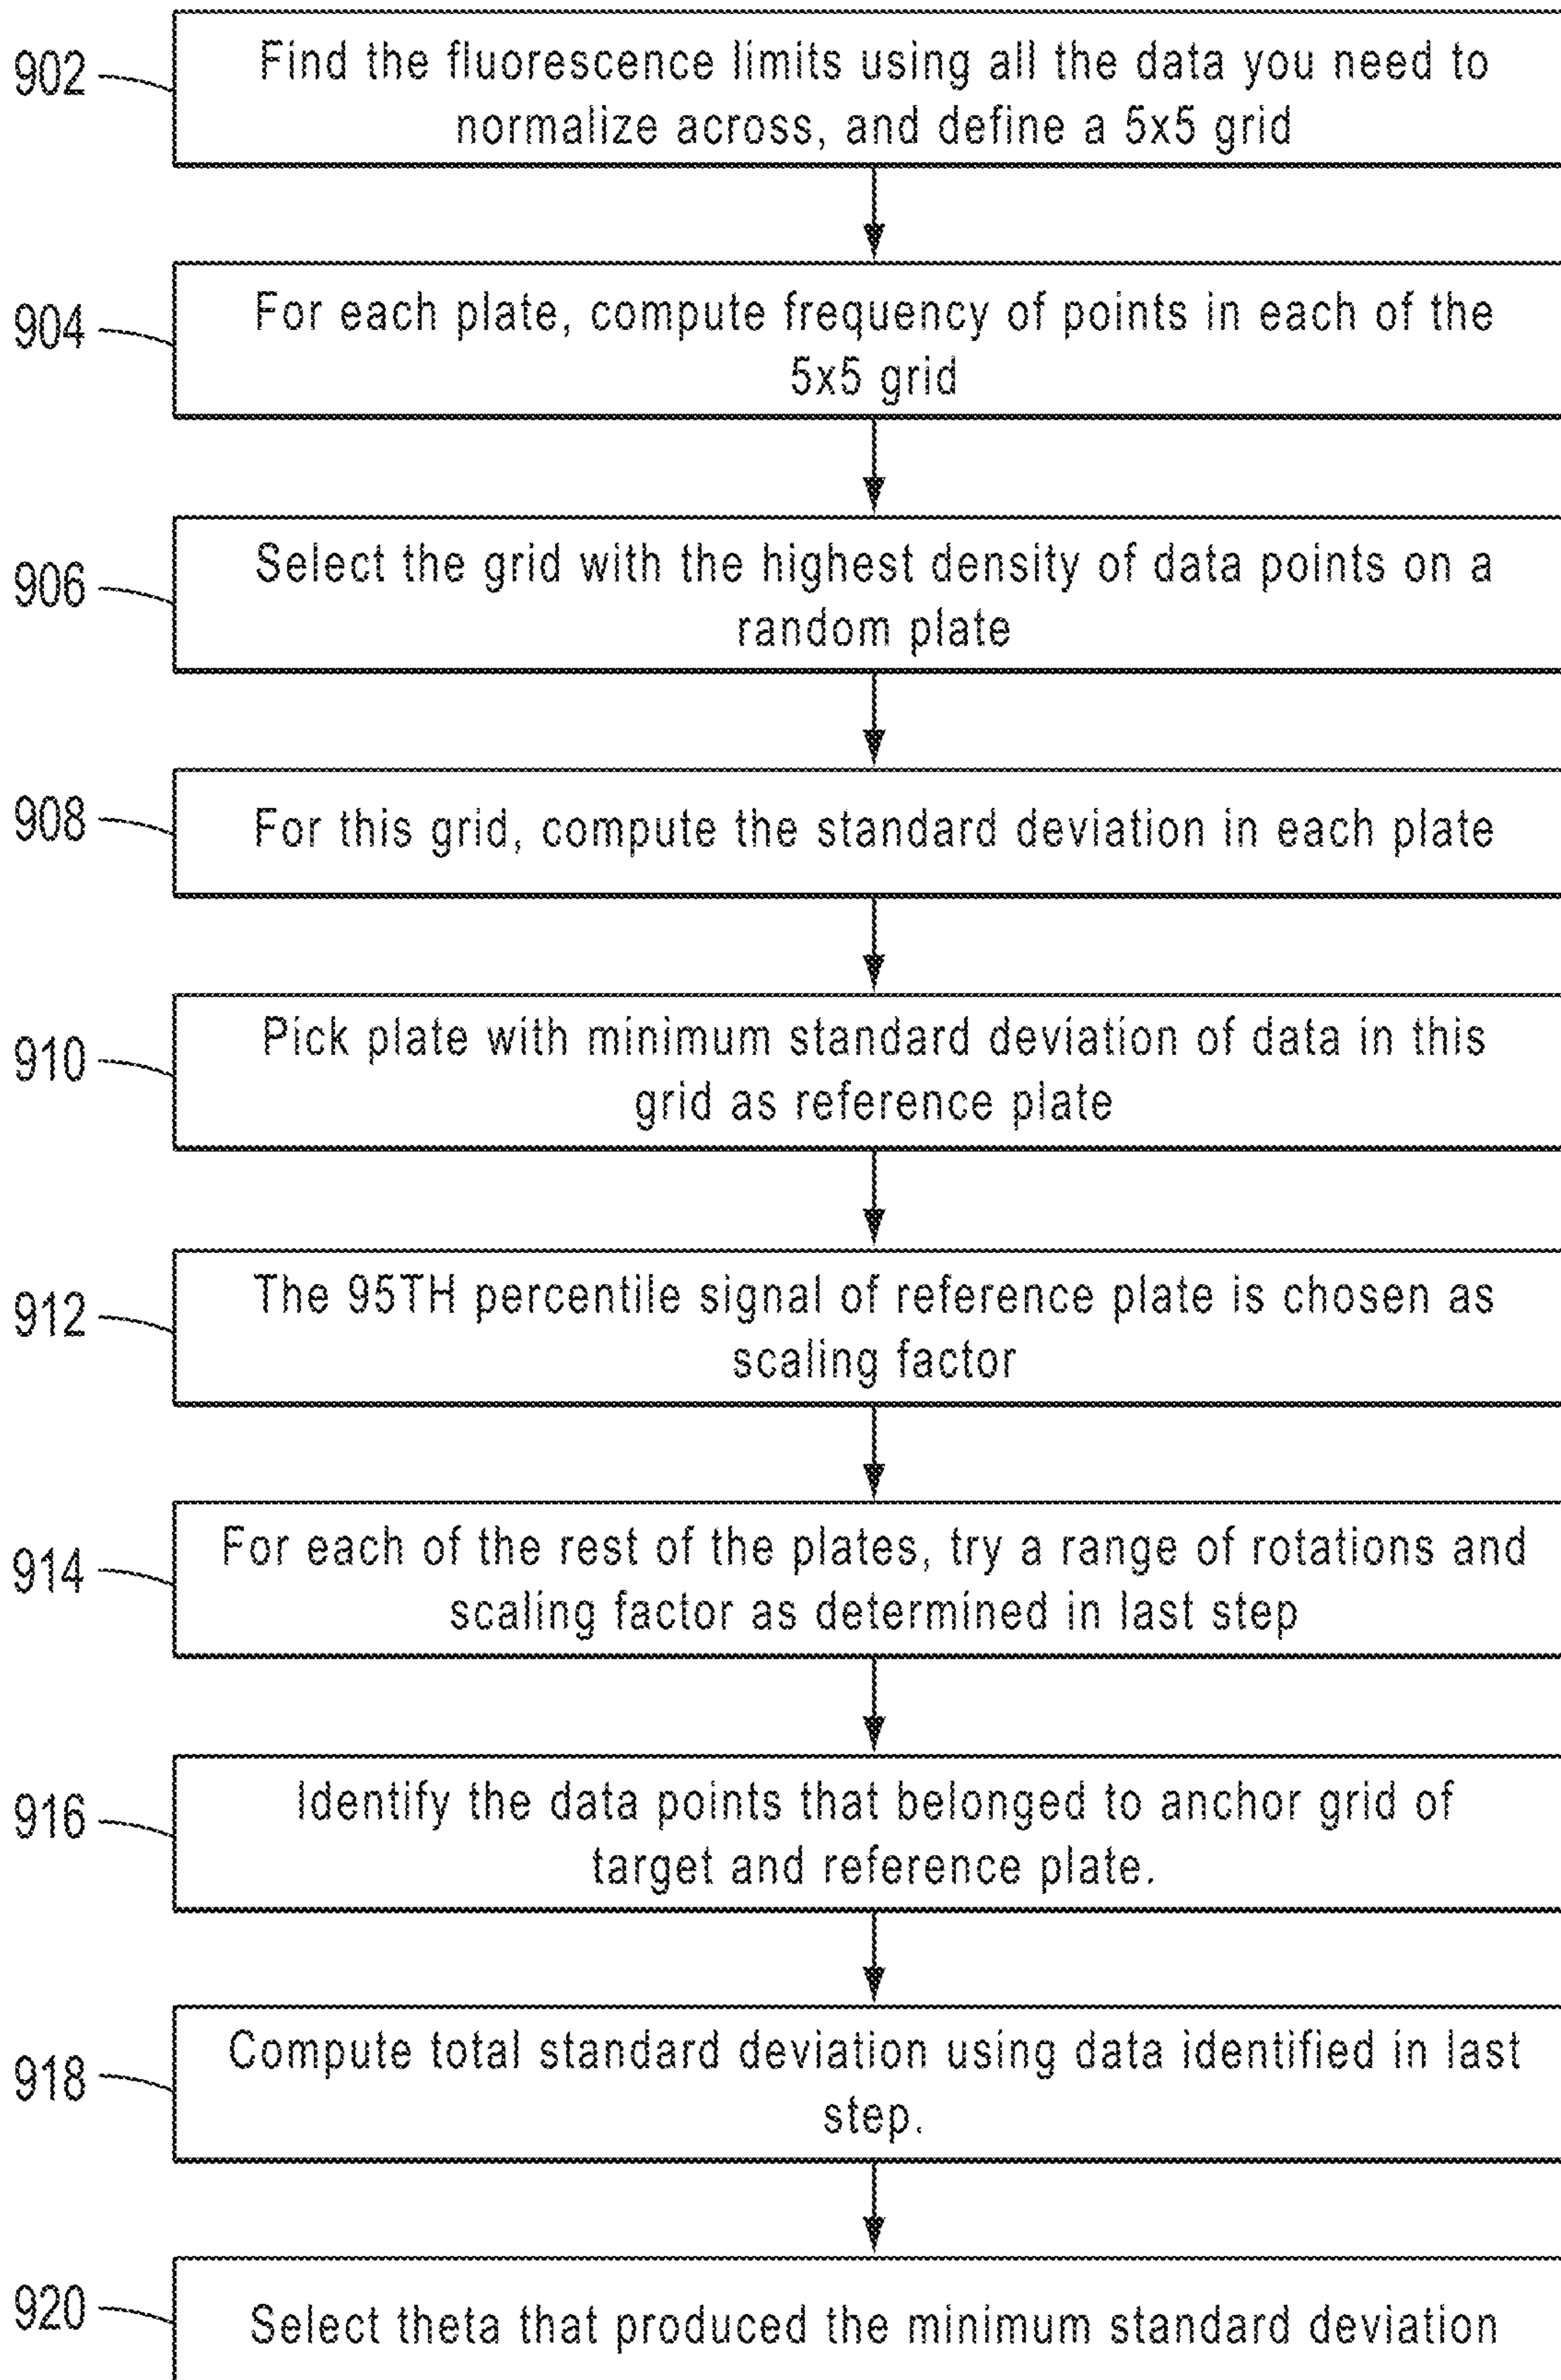 902
Find the fluorescence limits using all the data you need to
normalize across, and define a 5x5 grid
904
For each plate, compute frequency of points in each of the
5x5 grid
906
Select the grid with the highest density of data points on a
random plate
908
For this grid, compute the standard deviation in each plate
910
Pick plate with minimum standard deviation of data in this
grid as reference plate
912
The 95TH percentile signal of reference plate is chosen as
scaling factor
914
For each of the rest of the plates, try a range of rotations and
scaling factor as determined in last step
916
Identify the data points that belonged to anchor grid of
target and reference plate.
918
Compute total standard deviation using data identified in last
step.
920
Select theta that produced the minimum standard deviation